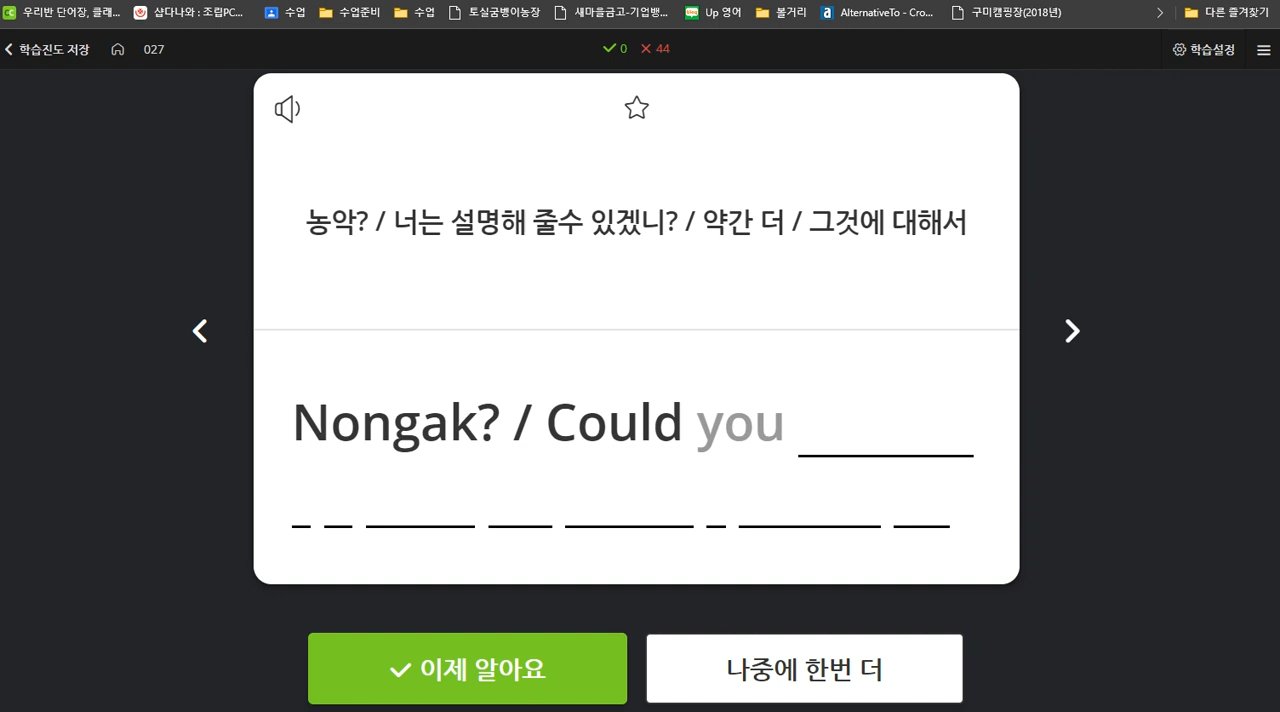 우리반 단어장, 클래... 샵다나와 : 조립PC... 수업 수업준비 수업 토실굼벵이농장 새마을금고-기업뱅... Up 영어 볼거리 AlternativeTo - Cro... 구미캠핑장(2018년) 다른 즐겨찾기
학습진도 저장 027 0 44 학습설정
농악? / 너는 설명해 줄수 있겠니? / 약간 더 / 그것에 대해서
Nongak? / Could you
이제 알아요 나중에 한번 더